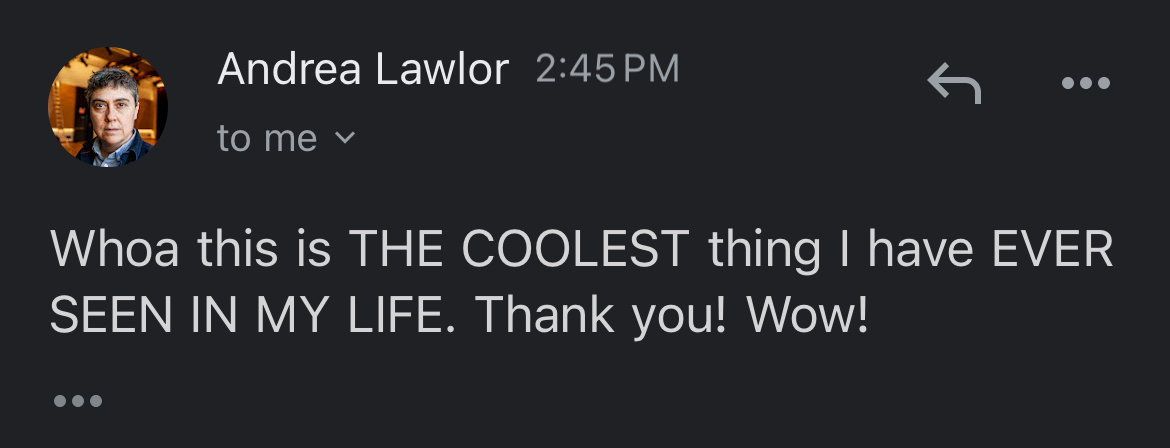 Andrea Lawlor 2:45 PM
to me
Whoa this is THE COOLEST thing I have EVER
SEEN IN MY LIFE. Thank you! Wow!